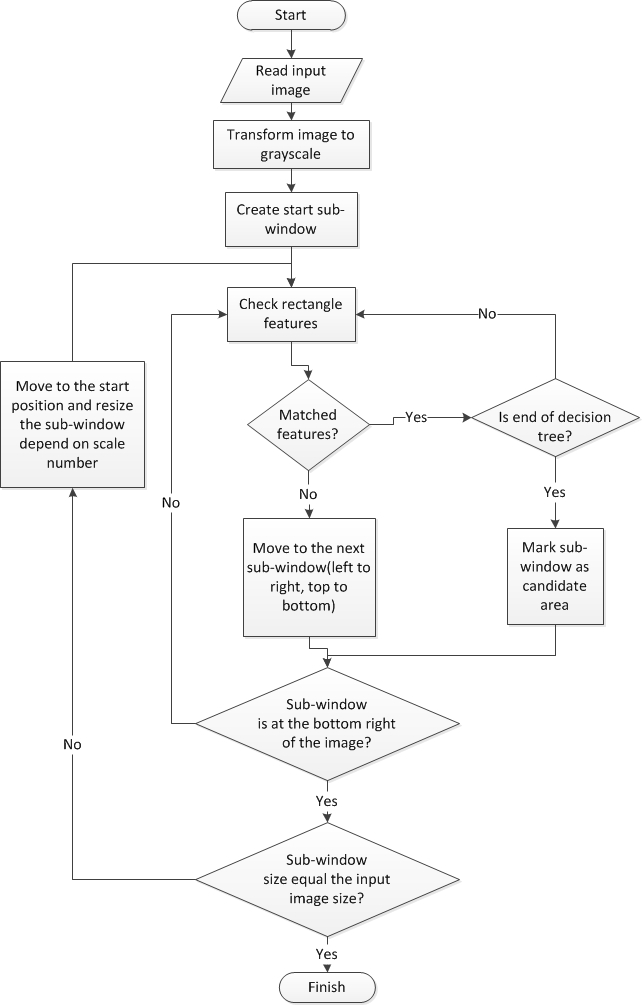 Start
Read input
image
Transform image to
grayscale
Create start sub-
window
Check rectangle
features
No
Move to the start
position and resize
the sub-window
depend on scale
number
Matched
features?
Yes
Is end of decision
tree?
No
No
Yes
Move to the next
sub-window(left to
right, top to
bottom)
Mark sub-
window as
candidate
area
Sub-window
is at the bottom right
of the image?
No
Yes
Sub-window
size equal the input
image size?
Yes
Finish